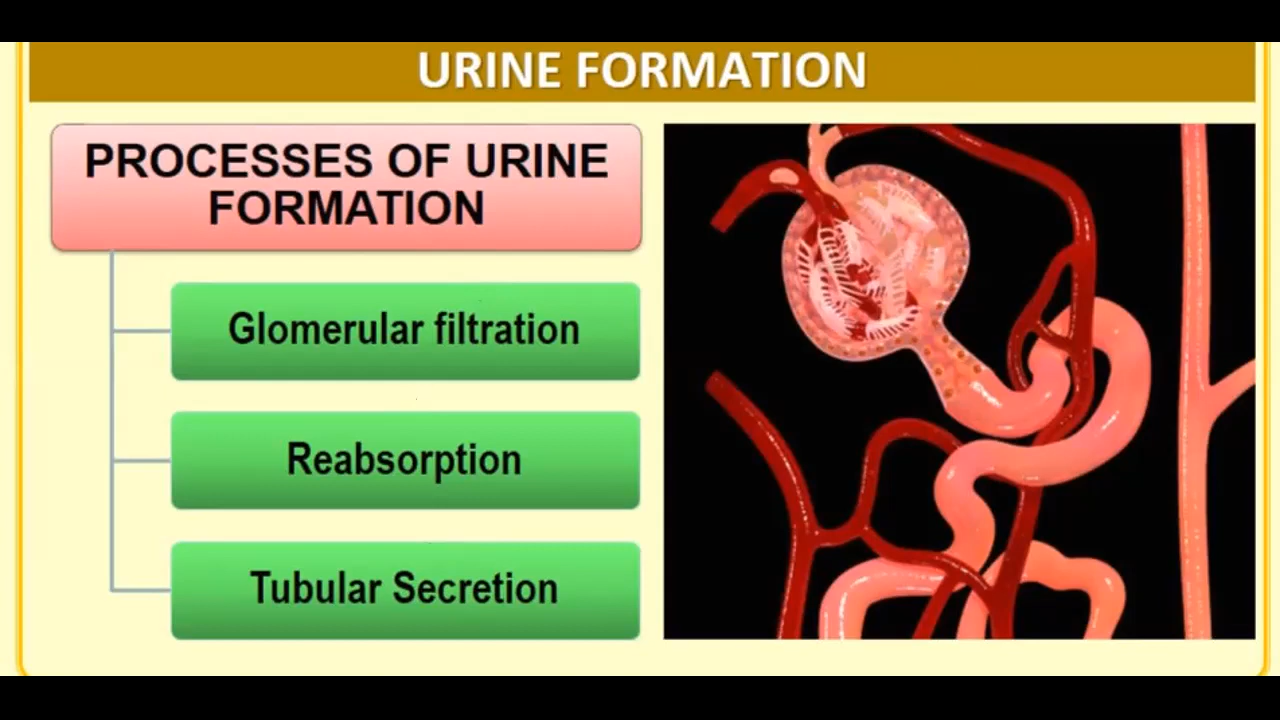 URINE FORMATION
PROCESSES OF URINE
FORMATION
Glomerular filtration
Reabsorption
Tubular Secretion